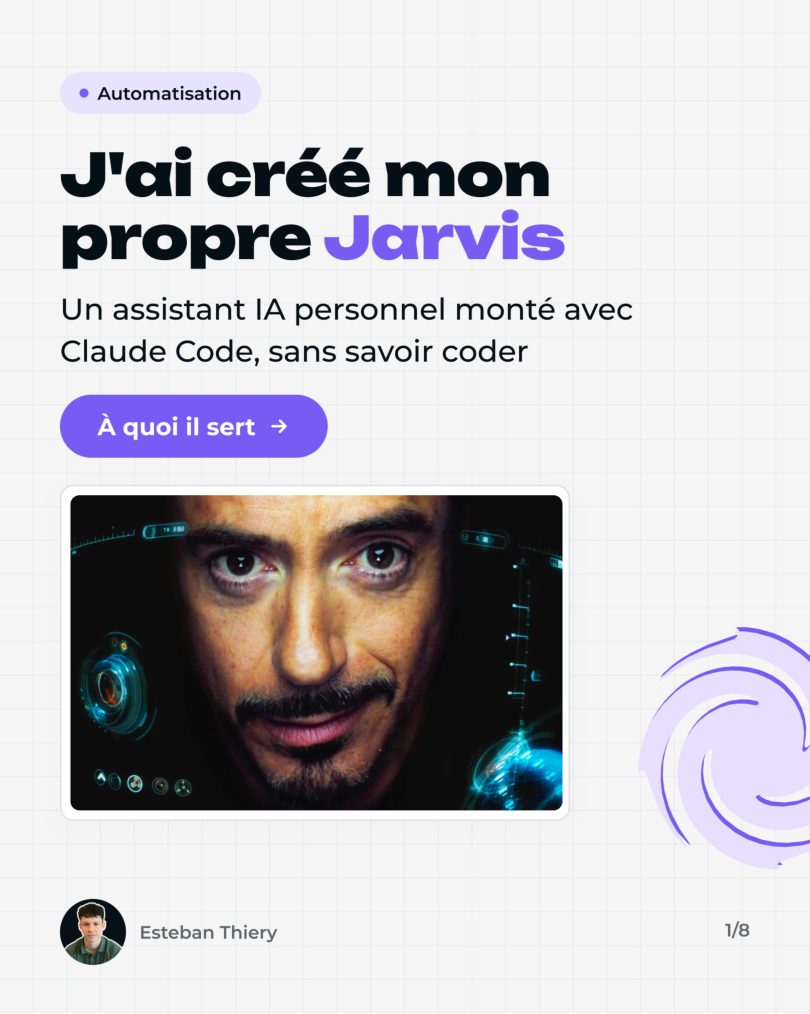 Automatisation
J'ai créé mon
propre Jarvis
Un assistant IA personnel monté avec
Claude Code, sans savoir coder
À quoi il sert →
Esteban Thiery
1/8